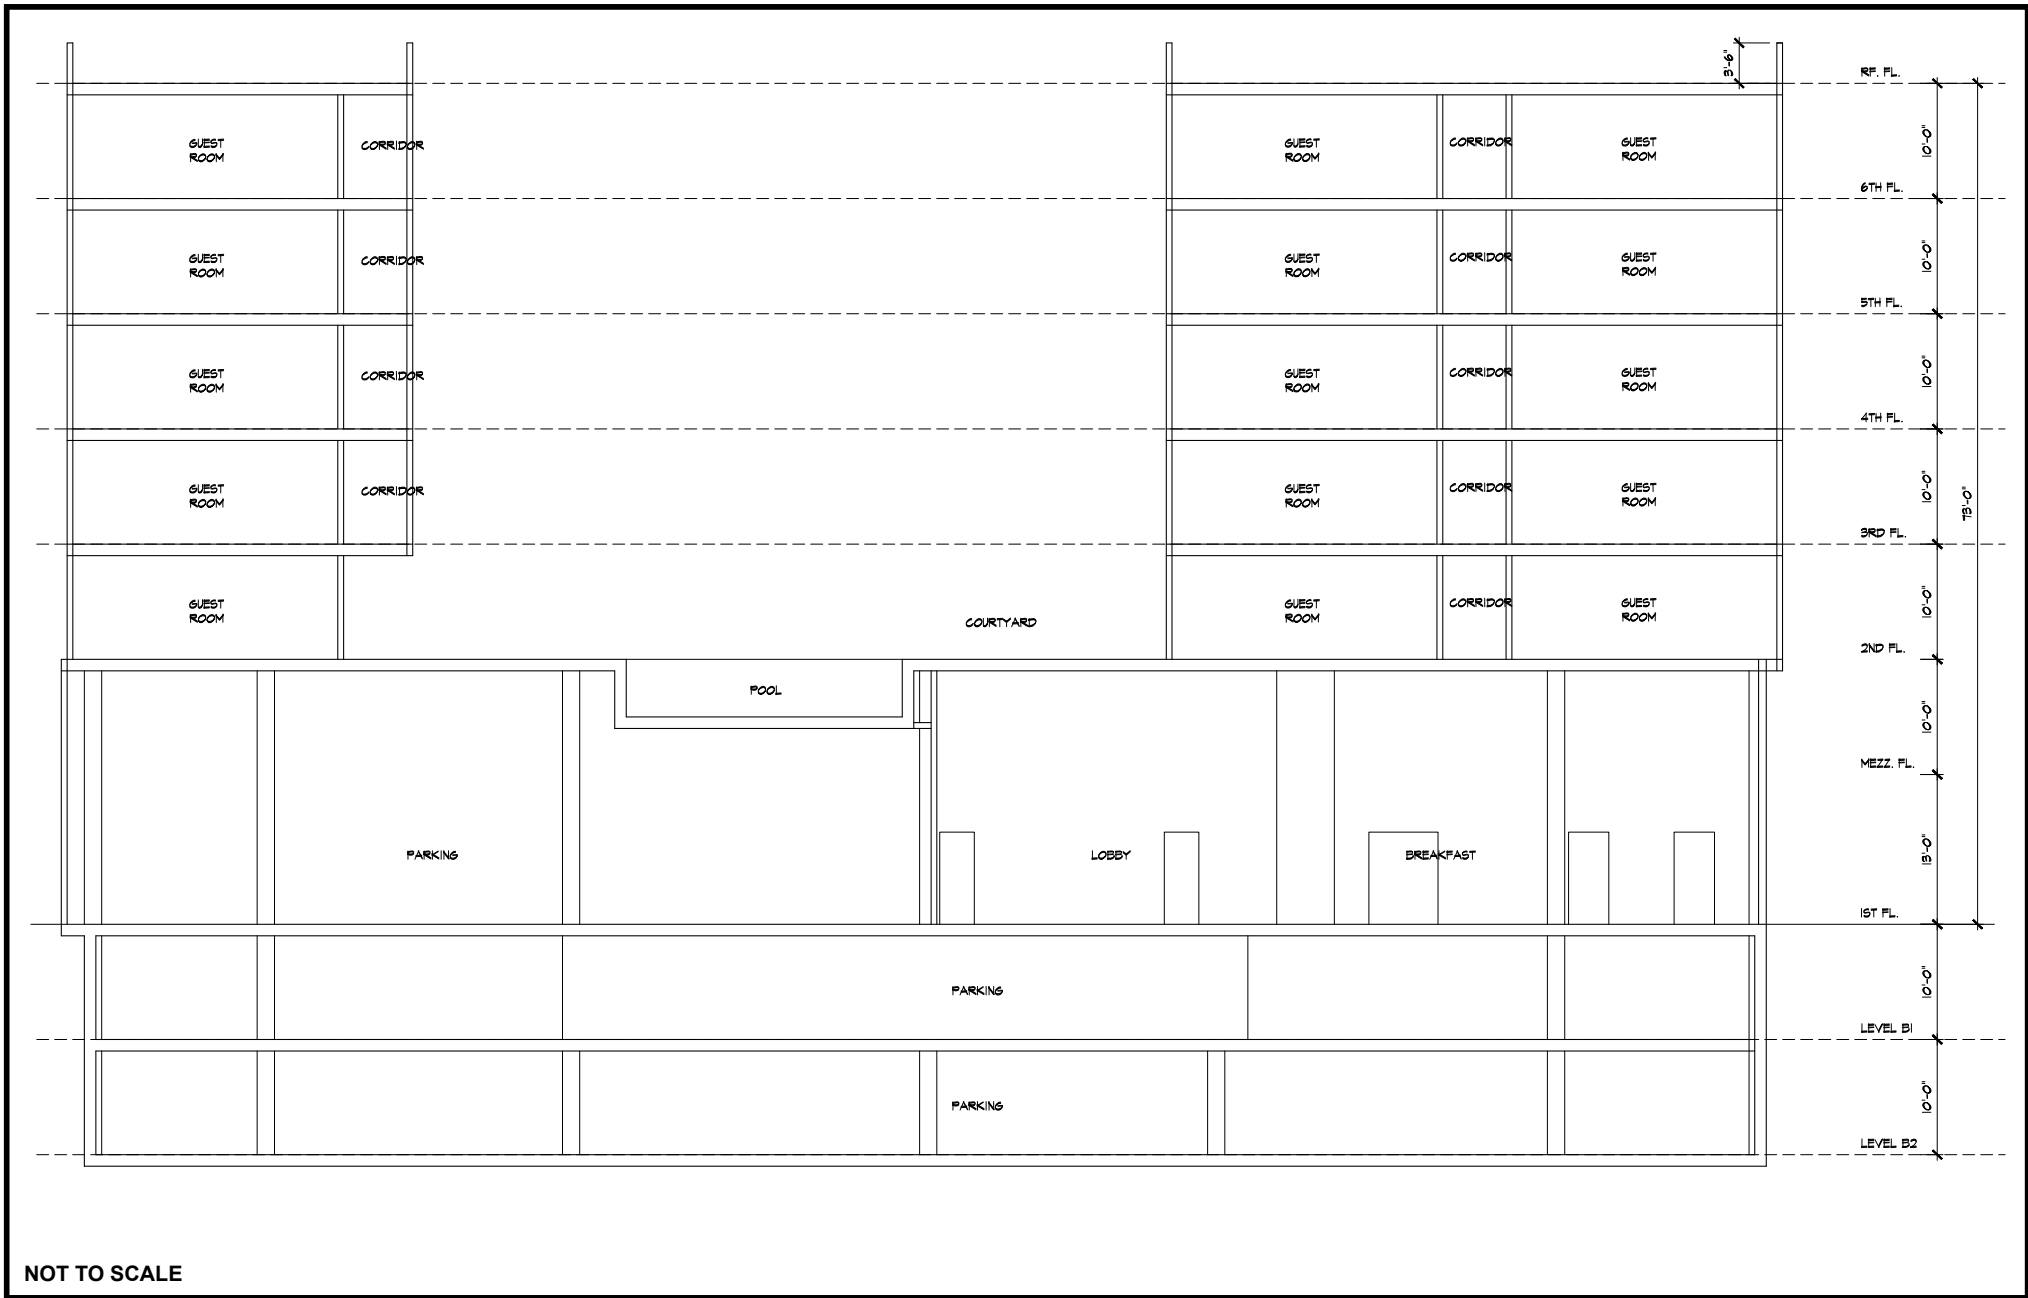 3'-6"
RF. FL.
GUEST
ROOM
CORRIDOR
GUEST
ROOM
CORRIDOR
GUEST
ROOM
10'-0"
6TH FL.
GUEST
ROOM
CORRIDOR
GUEST
ROOM
CORRIDOR
GUEST
ROOM
10'-0"
5TH FL.
GUEST
ROOM
CORRIDOR
GUEST
ROOM
CORRIDOR
GUEST
ROOM
10'-0"
4TH FL.
GUEST
ROOM
CORRIDOR
GUEST
ROOM
CORRIDOR
GUEST
ROOM
10'-0"
73'-0"
3RD FL.
GUEST
ROOM
COURTYARD
GUEST
ROOM
CORRIDOR
GUEST
ROOM
10'-0"
2ND FL.
POOL
10'-0"
MEZZ. FL.
PARKING
LOBBY
BREAKFAST
13'-0"
1ST FL.
PARKING
10'-0"
LEVEL B1
PARKING
10'-0"
LEVEL B2
NOT TO SCALE